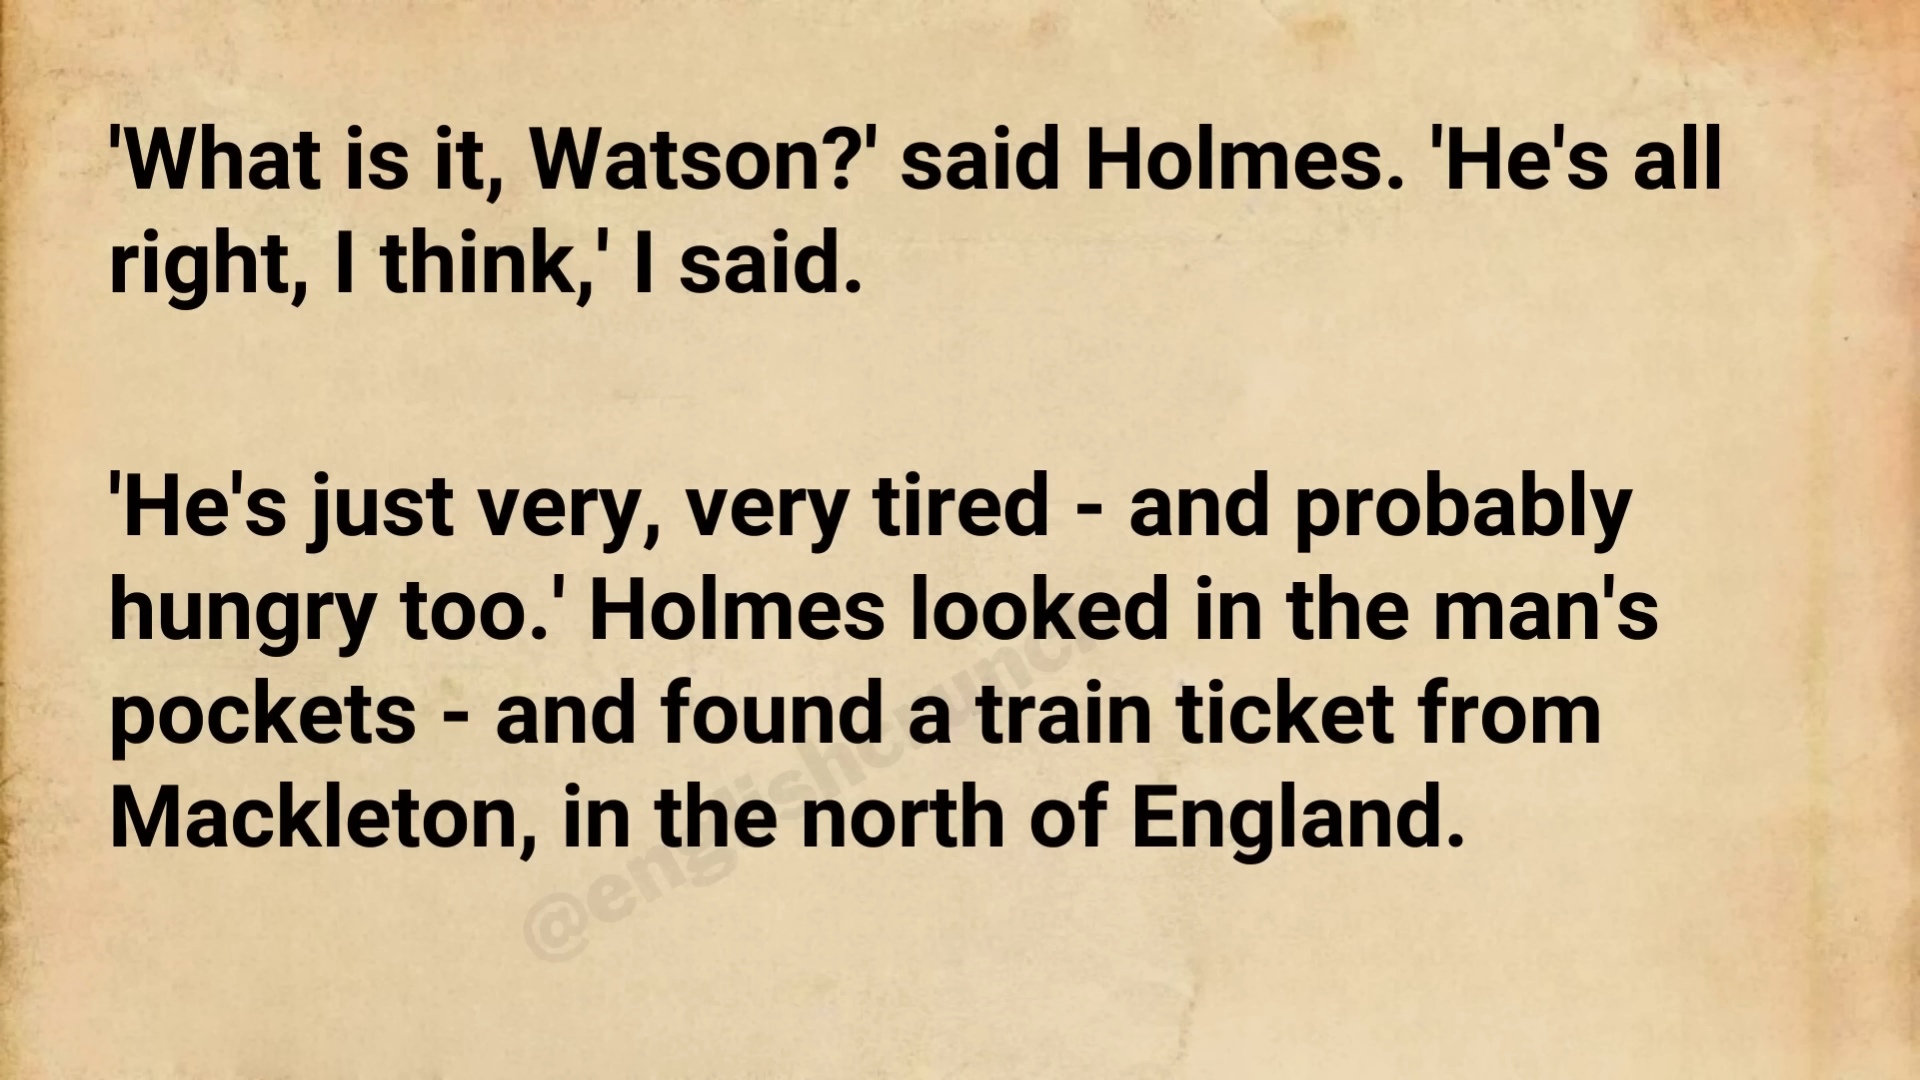 'What is it, Watson?' said Holmes. 'He's all
right, I think,' I said.
'He's just very, very tired - and probably
hungry too.' Holmes looked in the man's
pockets - and found a train ticket from
Mackleton, in the north of England.